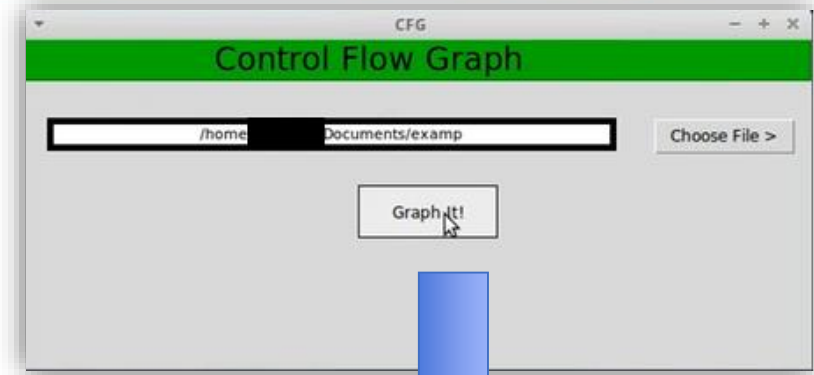 CFG
Control Flow Graph
/home Documents/examp
Choose File >
Graph It!